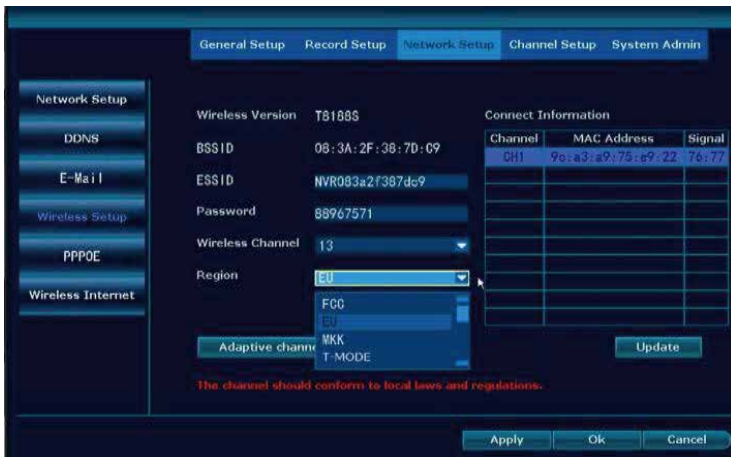 General Setup Record Setup Network Setup Channel Setup System Admin
Network Setup
DDNS
E-Mail
Wireless Setup
PPPOE
Wireless Internet
Wireless Version T8188S
BSSID 08:3A:2F:38:7D:C9
ESSID NVR083a2f387dc9
Password 88967571
Wireless Channel 13
Region EU
FCC
EU
MKK
T-MODE
Adaptive chann
Connect Information
Channel MAC Address Signal
CH1 9c:a3:a9:75:e9:22 76:77
Update
The channel should conform to local laws and regulations.
Apply Ok Cancel